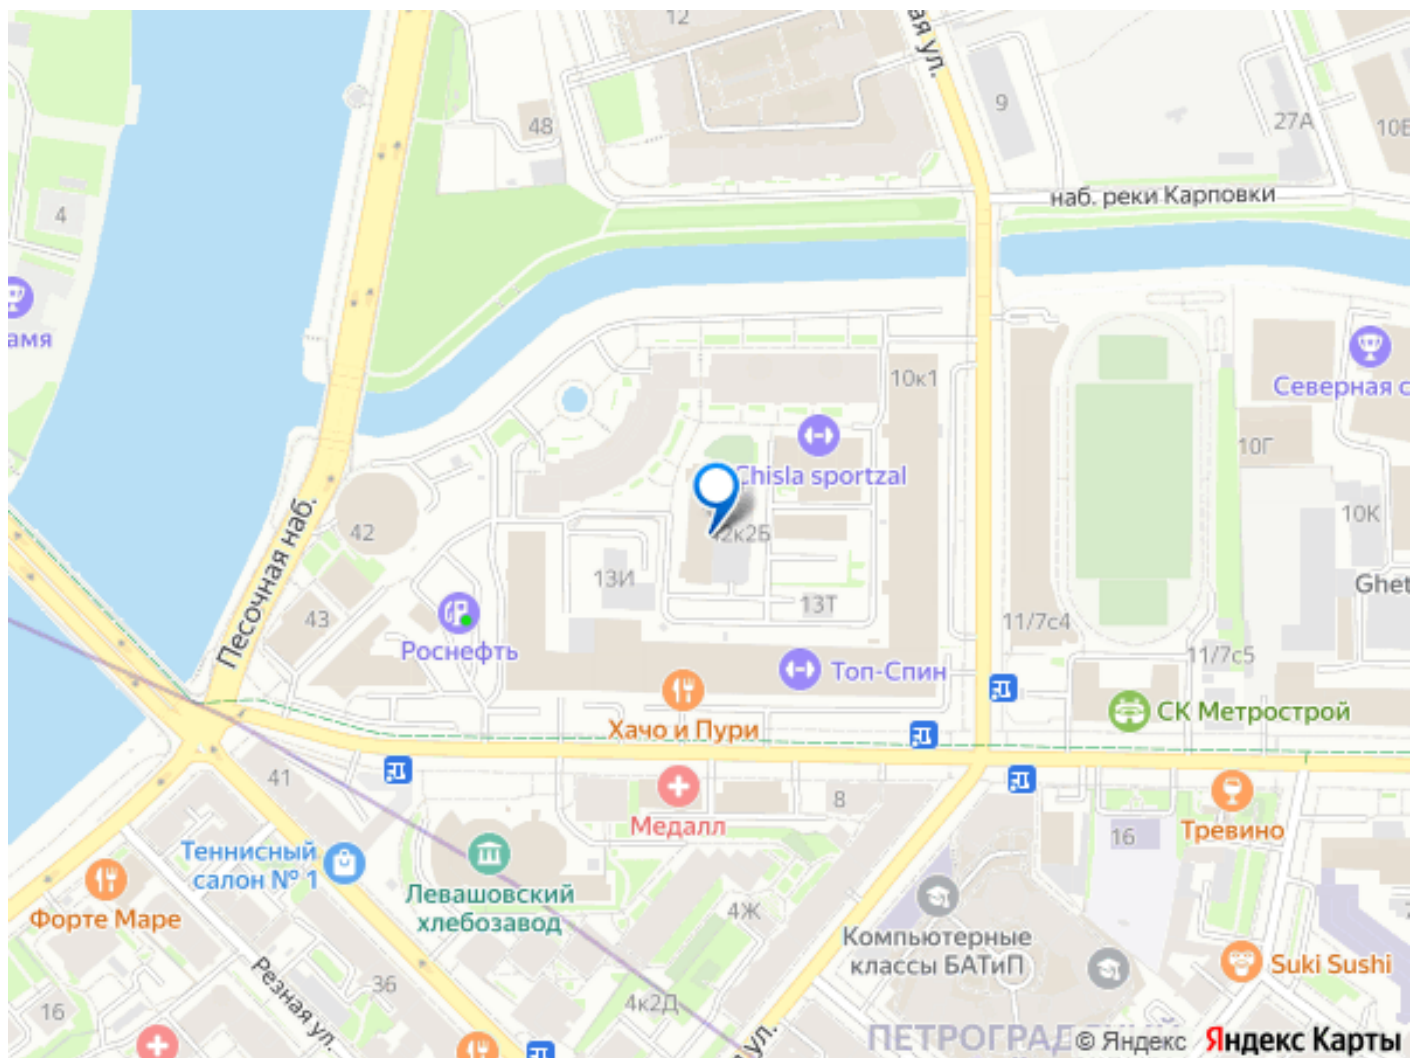 12
ая ул.
48
9
27А
10В
4
наб. реки Карповки
амя
10к1
Северная с
Chisla sportzal
10Г
42
Песочная наб.
2к2Б
10К
13И
13Т
Ghet
43
11/7с4
Роснефть
Топ-Спин
11/7с5
СК Метрострой
Хачо и Пури
41
8
Медалл
Тревино
16
Теннисный
салон № 1
Левашовский
хлебозавод
Форте Маре
4Ж
Компьютерные
классы БАТиП
Suki Sushi
Резная ул.
36
16
4к2Д
ул.
ПЕТРОГРАД
© Яндекс Яндекс Карты